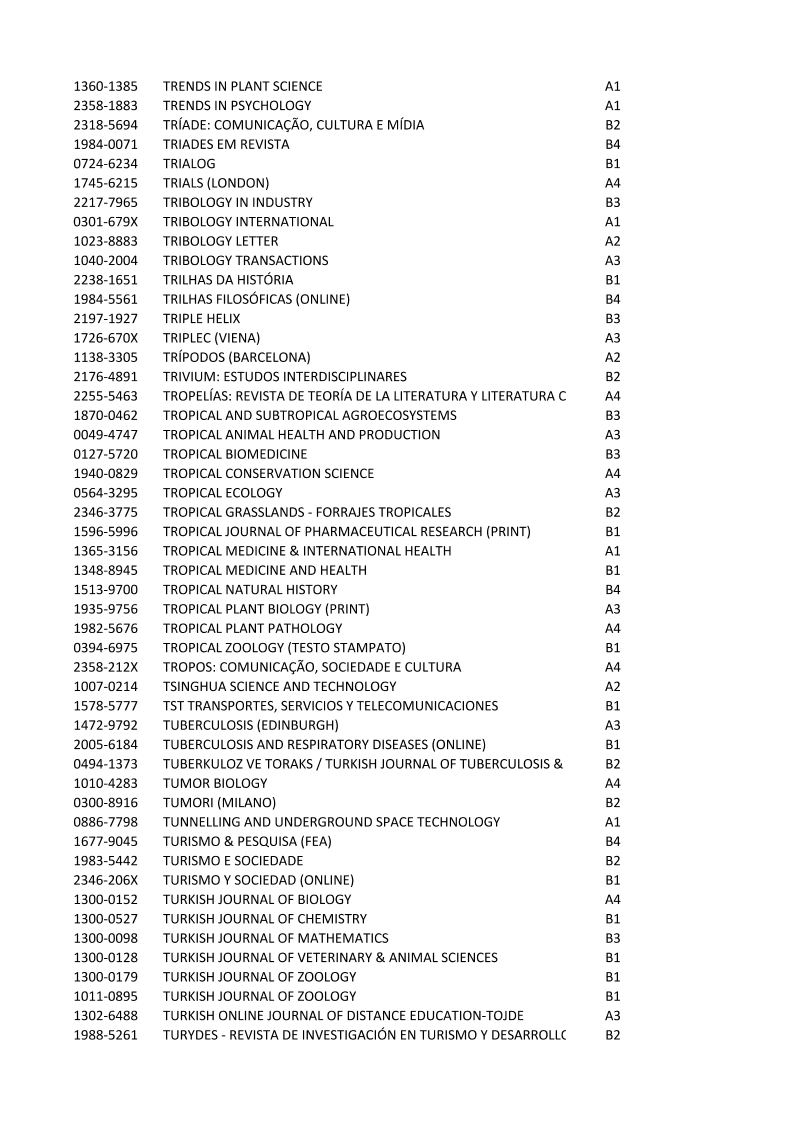 1360-1385 TRENDS IN PLANT SCIENCE A1
2358-1883 TRENDS IN PSYCHOLOGY A1
2318-5694 TRÍADE: COMUNICAÇÃO, CULTURA E MÍDIA B2
1984-0071 TRIADES EM REVISTA B4
0724-6234 TRIALOG B1
1745-6215 TRIALS (LONDON) A4
2217-7965 TRIBOLOGY IN INDUSTRY B3
0301-679X TRIBOLOGY INTERNATIONAL A1
1023-8883 TRIBOLOGY LETTER A2
1040-2004 TRIBOLOGY TRANSACTIONS A3
2238-1651 TRILHAS DA HISTÓRIA B1
1984-5561 TRILHAS FILOSÓFICAS (ONLINE) B4
2197-1927 TRIPLE HELIX B3
1726-670X TRIPLEC (VIENA) A3
1138-3305 TRÍPODOS (BARCELONA) A2
2176-4891 TRIVIUM: ESTUDOS INTERDISCIPLINARES B2
2255-5463 TROPELÍAS: REVISTA DE TEORÍA DE LA LITERATURA Y LITERATURA C A4
1870-0462 TROPICAL AND SUBTROPICAL AGROECOSYSTEMS B3
0049-4747 TROPICAL ANIMAL HEALTH AND PRODUCTION A3
0127-5720 TROPICAL BIOMEDICINE B3
1940-0829 TROPICAL CONSERVATION SCIENCE A4
0564-3295 TROPICAL ECOLOGY A3
2346-3775 TROPICAL GRASSLANDS - FORRAJES TROPICALES B2
1596-5996 TROPICAL JOURNAL OF PHARMACEUTICAL RESEARCH (PRINT) B1
1365-3156 TROPICAL MEDICINE & INTERNATIONAL HEALTH A1
1348-8945 TROPICAL MEDICINE AND HEALTH B1
1513-9700 TROPICAL NATURAL HISTORY B4
1935-9756 TROPICAL PLANT BIOLOGY (PRINT) A3
1982-5676 TROPICAL PLANT PATHOLOGY A4
0394-6975 TROPICAL ZOOLOGY (TESTO STAMPATO) B1
2358-212X TROPOS: COMUNICAÇÃO, SOCIEDADE E CULTURA A4
1007-0214 TSINGHUA SCIENCE AND TECHNOLOGY A2
1578-5777 TST TRANSPORTES, SERVICIOS Y TELECOMUNICACIONES B1
1472-9792 TUBERCULOSIS (EDINBURGH) A3
2005-6184 TUBERCULOSIS AND RESPIRATORY DISEASES (ONLINE) B1
0494-1373 TUBERKULOZ VE TORAKS / TURKISH JOURNAL OF TUBERCULOSIS & B2
1010-4283 TUMOR BIOLOGY A4
0300-8916 TUMORI (MILANO) B2
0886-7798 TUNNELLING AND UNDERGROUND SPACE TECHNOLOGY A1
1677-9045 TURISMO & PESQUISA (FEA) B4
1983-5442 TURISMO E SOCIEDADE B2
2346-206X TURISMO Y SOCIEDAD (ONLINE) B1
1300-0152 TURKISH JOURNAL OF BIOLOGY A4
1300-0527 TURKISH JOURNAL OF CHEMISTRY B1
1300-0098 TURKISH JOURNAL OF MATHEMATICS B3
1300-0128 TURKISH JOURNAL OF VETERINARY & ANIMAL SCIENCES B1
1300-0179 TURKISH JOURNAL OF ZOOLOGY B1
1011-0895 TURKISH JOURNAL OF ZOOLOGY B1
1302-6488 TURKISH ONLINE JOURNAL OF DISTANCE EDUCATION-TOJDE A3
1988-5261 TURYDES - REVISTA DE INVESTIGACIÓN EN TURISMO Y DESARROLLO B2